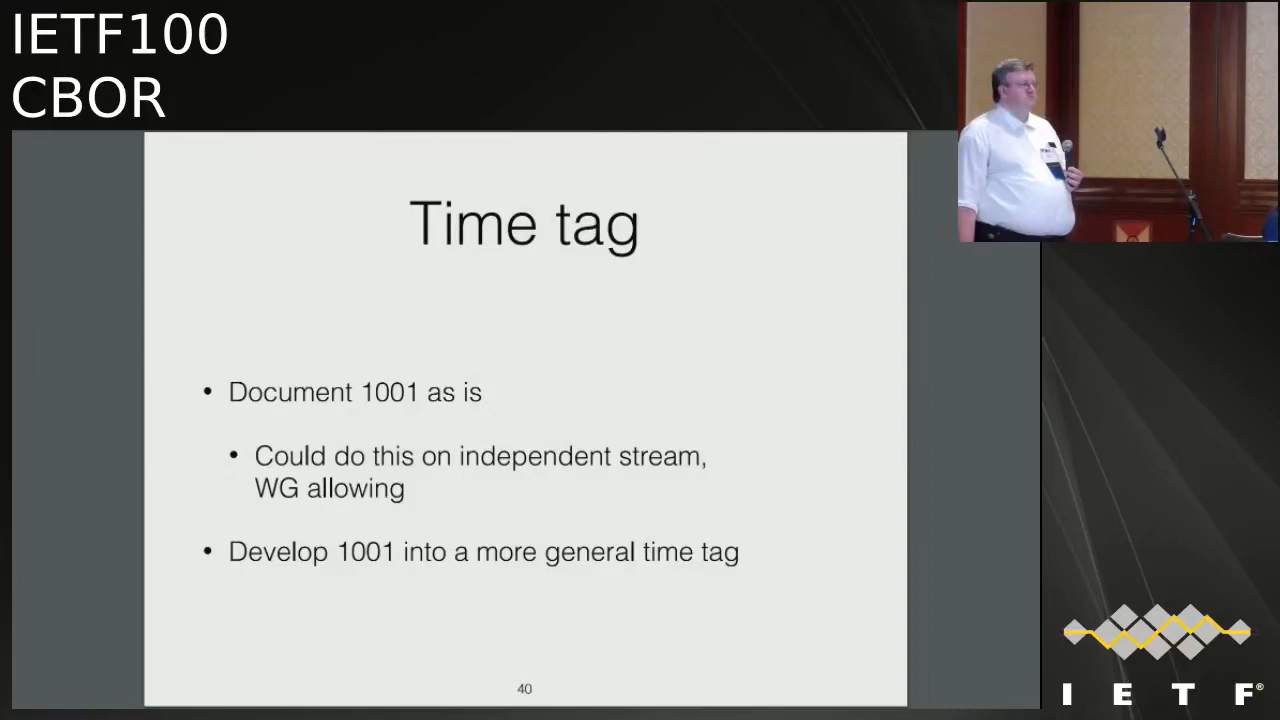 IETF100
CBOR
Time tag
• Document 1001 as is
• Could do this on independent stream,
WG allowing
• Develop 1001 into a more general time tag
40
I E T F®